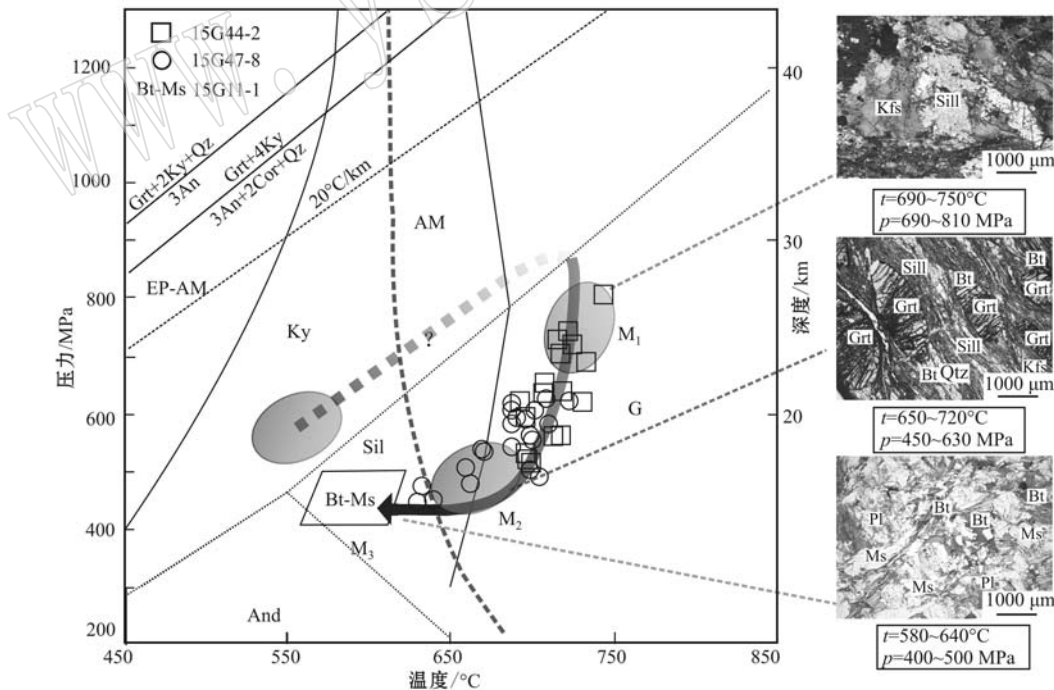 www.y
15G44-2
15G47-8
Bt-Ms 15G11-1
1200
1000
800
600
400
200
压力/MPa
450
550
650
750
850
温度/°C
40
30
20
深度/km
Grt+2Ky+Qz
3An
Grt+4Ky
3An+2Cor+Qz
20°C/km
EP-AM
AM
Ky
?
M1
G
Sil
Bt-Ms
M2
M3
And
Kfs
Sill
1000 μm
t=690~750°C
p=690~810 MPa
Sill
Bt
Bt
Grt
Grt
Grt
Grt
Sill
Bt
Qtz
Kfs
1000 μm
t=650~720°C
p=450~630 MPa
Bt
Pl
Bt
Bt
Ms
Ms
Ms
Pl
1000 μm
t=580~640°C
p=400~500 MPa